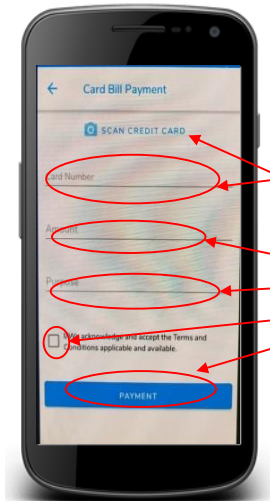 Card Bill Payment
SCAN CREDIT CARD
Card Number
Amount
Purpose
I/We acknowledge and accept the Terms and
Conditions applicable and available.
PAYMENT